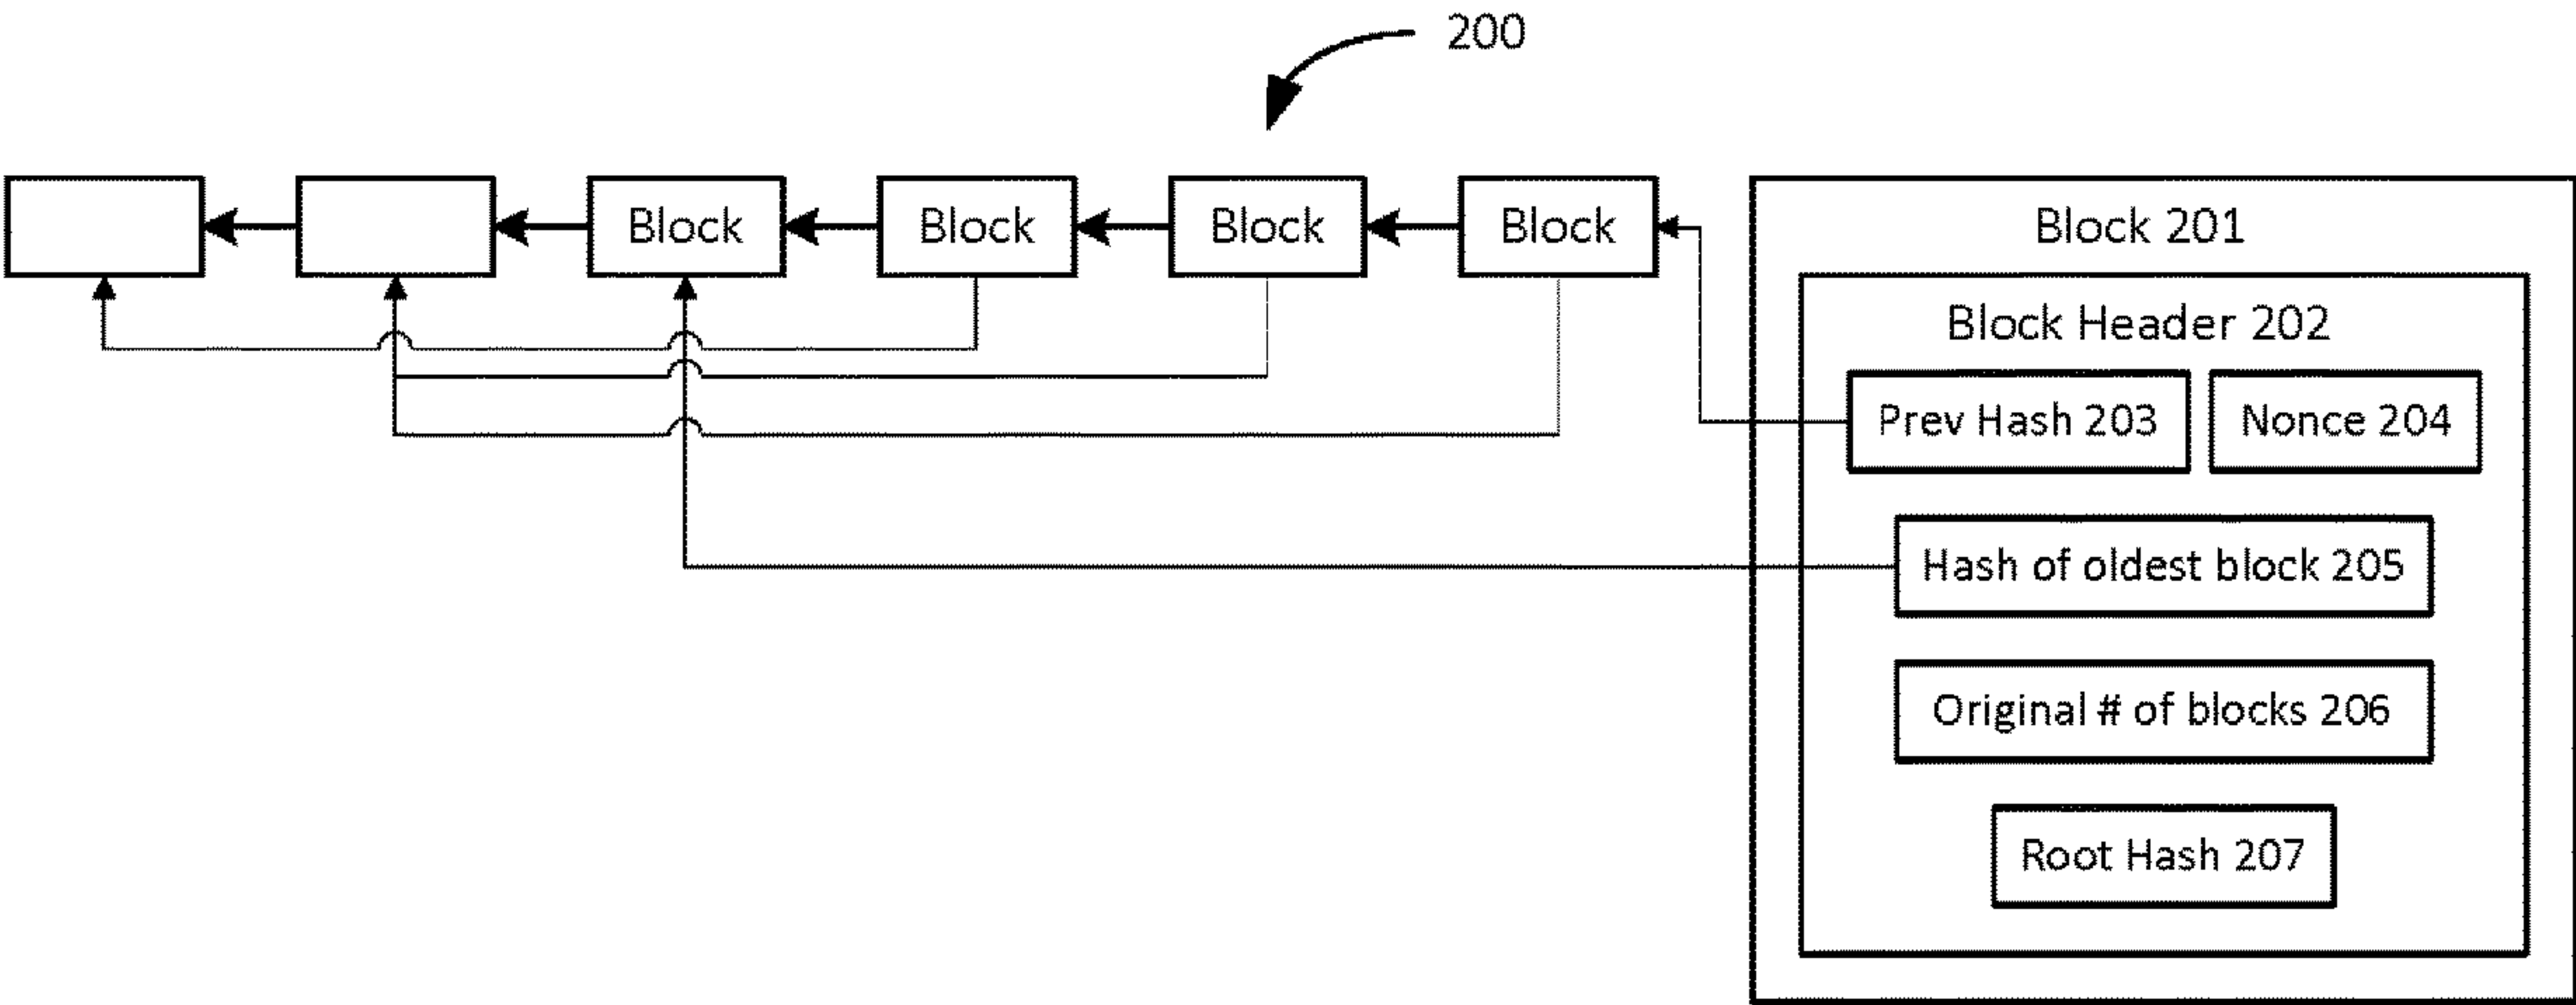 200
Block
Block
Block
Block
Block 201
Block Header 202
Prev Hash 203
Nonce 204
Hash of oldest block 205
Original # of blocks 206
Root Hash 207